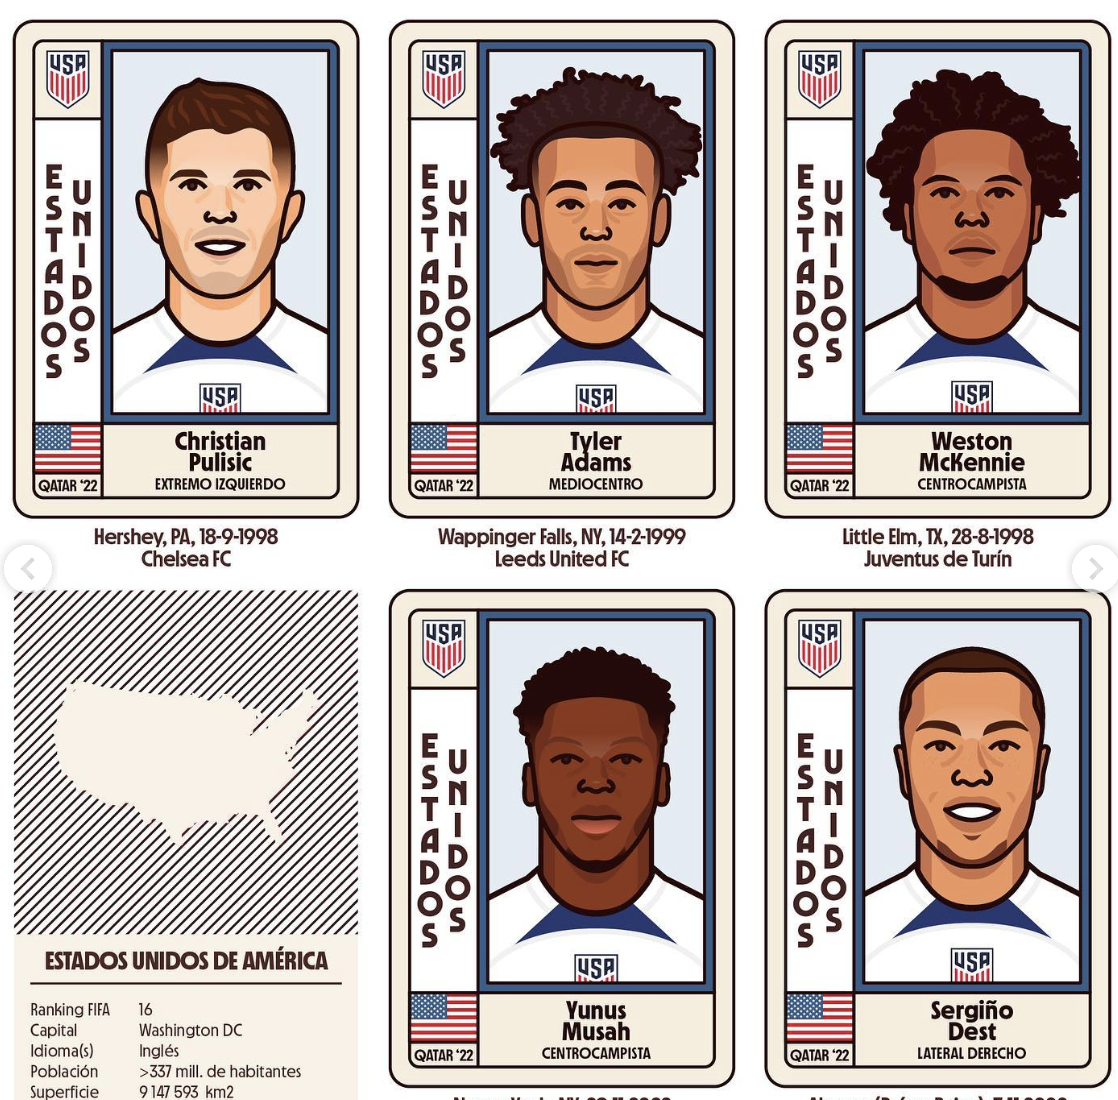 USA
ESTADOS
UNIDOS
USA
QATAR '22
Christian
Pulisic
EXTREMO IZQUIERDO
Hershey, PA, 18-9-1998
Chelsea FC
USA
ESTADOS
UNIDOS
USA
QATAR '22
Tyler
Adams
MEDIOCENTRO
Wappinger Falls, NY, 14-2-1999
Leeds United FC
USA
ESTADOS
UNIDOS
USA
QATAR '22
Weston
McKennie
CENTROCAMPISTA
Little Elm, TX, 28-8-1998
Juventus de Turín
ESTADOS UNIDOS DE AMÉRICA
Ranking FIFA 16
Capital Washington DC
Idioma(s) Inglés
Población >337 mill. de habitantes
Superficie 9 147 593 km2
USA
ESTADOS
UNIDOS
USA
QATAR '22
Yunus
Musah
CENTROCAMPISTA
USA
ESTADOS
UNIDOS
USA
QATAR '22
Sergiño
Dest
LATERAL DERECHO